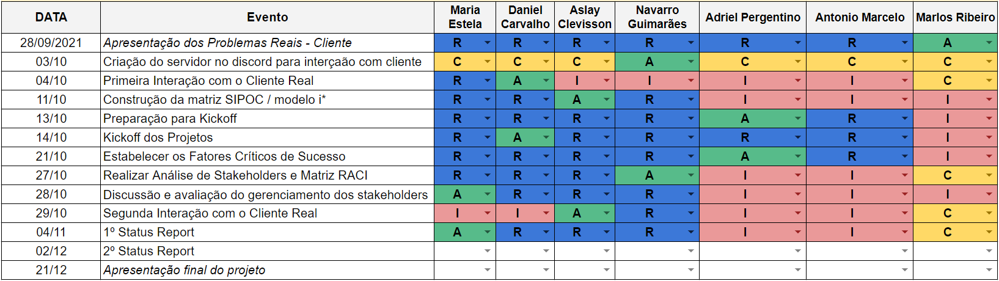 DATA Evento Maria Estela Daniel Carvalho Aslay Clevisson Navarro Guimarães Adriel Pergentino Antonio Marcelo Marlos Ribeiro
28/09/2021 Apresentação dos Problemas Reais - Cliente R R R R R R A
03/10 Criação do servidor no discord para interçaão com cliente C C C A C C C
04/10 Primeira Interação com o Cliente Real R A I I I I C
11/10 Construção da matriz SIPOC / modelo i* R R A R I I I
13/10 Preparação para Kickoff R R R R A R I
14/10 Kickoff dos Projetos R A R R R R I
21/10 Estabelecer os Fatores Críticos de Sucesso R R R R A R I
27/10 Realizar Análise de Stakeholders e Matriz RACI R R R A I I C
28/10 Discussão e avaliação do gerenciamento dos stakeholders A R R R I I I
29/10 Segunda Interação com o Cliente Real I I A R I I C
04/11 1º Status Report A R R R I I C
02/12 2º Status Report
21/12 Apresentação final do projeto